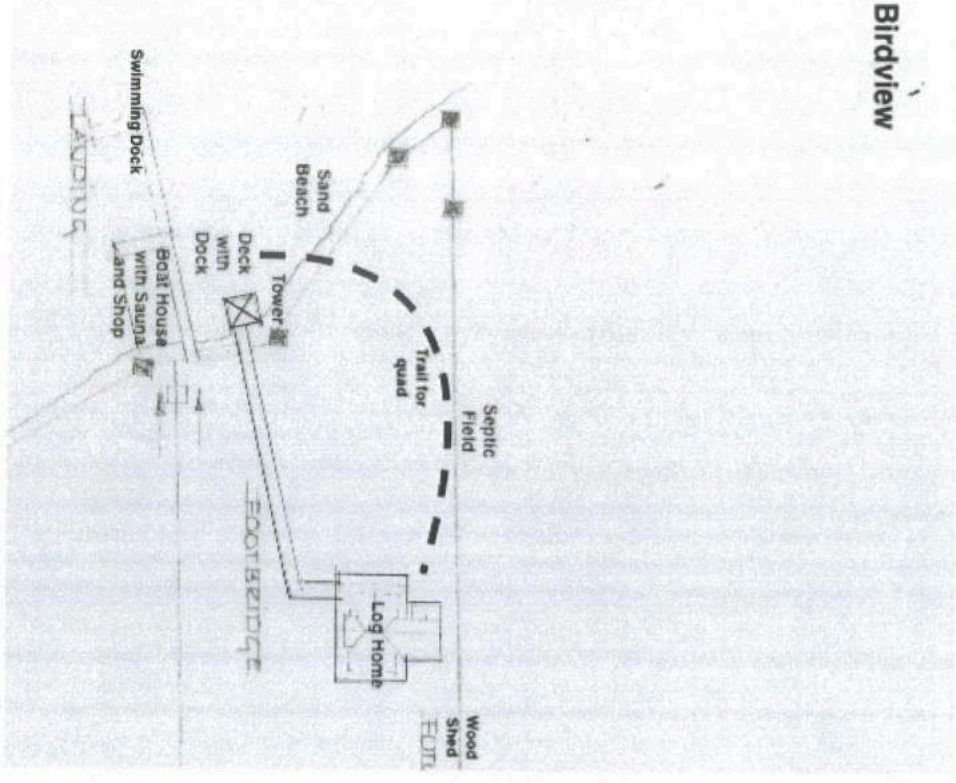 Birdview
Swimming Dock
LANDING
Sand
Beach
Deck
with
Dock
Tower
Boat House
with Sauna
and Shop
Trail for
quad
Septic
Field
FOOTBRIDGE
Log Home
Wood
Shed